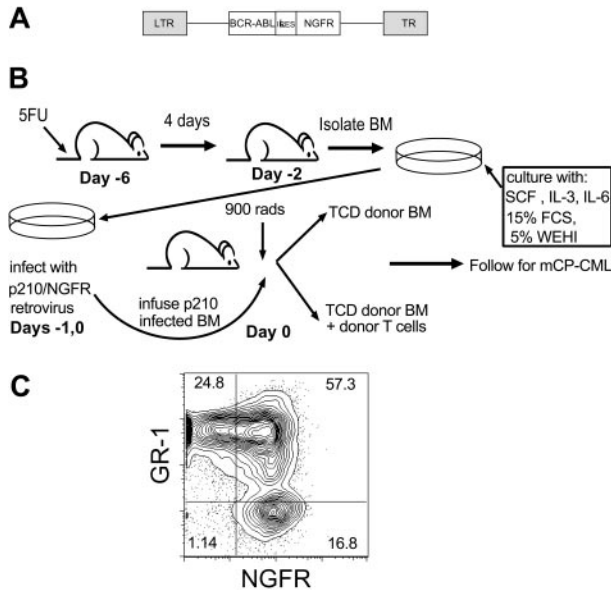 A
LTR
BCR-ABL
NGFR
TR
B
5FU
4 days
Isolate BM
Day -6
Day -2
culture with:
SCF , IL-3, IL-6
15% FCS,
5% WEHI
900 rads
TCD donor BM
infect with
p210/NGFR
retrovirus
Days -1,0
infuse p210
infected BM
Day 0
Follow for mCP-CML
TCD donor BM
+ donor T cells
C
24.8
57.3
GR-1
1.14
16.8
NGFR